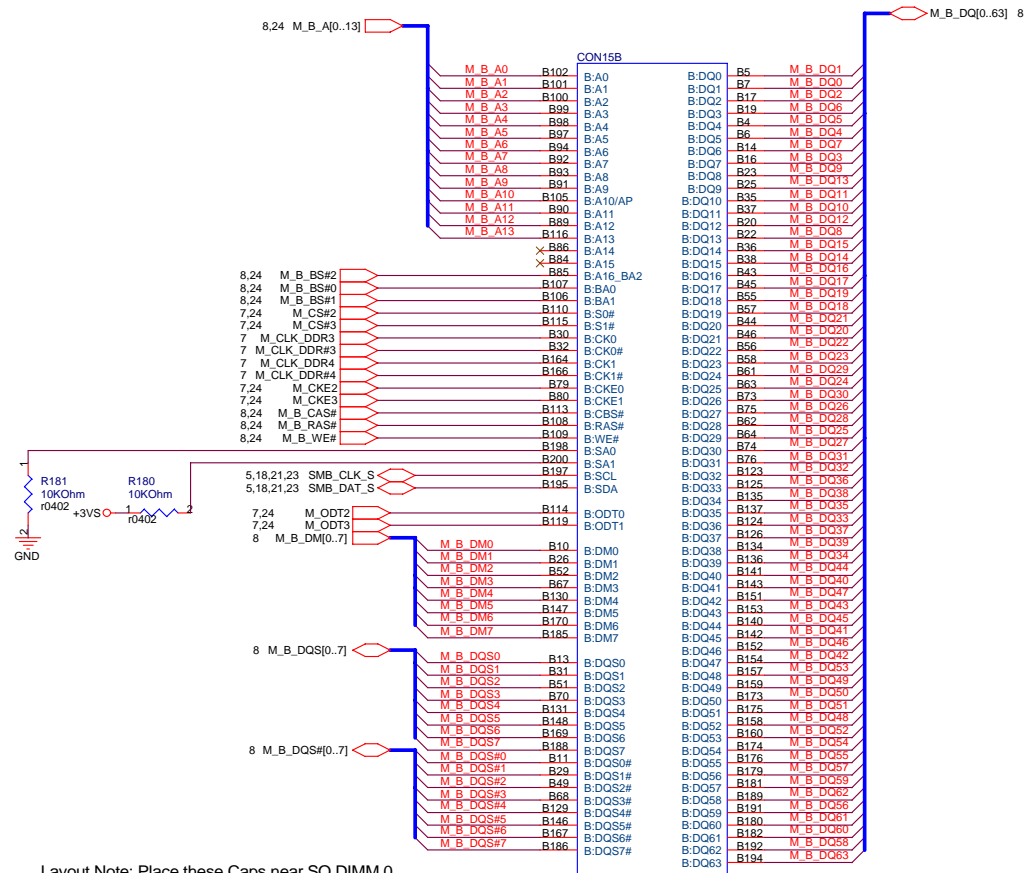 8,24 M_B_A[0..13]
M_B_DQ[0..63] 8
CON15B
M_B_A0 B102 B:A0
M_B_A1 B101 B:A1
M_B_A2 B100 B:A2
M_B_A3 B99 B:A3
M_B_A4 B98 B:A4
M_B_A5 B97 B:A5
M_B_A6 B94 B:A6
M_B_A7 B92 B:A7
M_B_A8 B93 B:A8
M_B_A9 B91 B:A9
M_B_A10 B105 B:A10/AP
M_B_A11 B90 B:A11
M_B_A12 B89 B:A12
M_B_A13 B116 B:A13
B86 B:A14
B84 B:A15
8,24 M_B_BS#2 B85 B:A16_BA2
8,24 M_B_BS#0 B107 B:BA0
8,24 M_B_BS#1 B106 B:BA1
7,24 M_CS#2 B110 B:S0#
7,24 M_CS#3 B115 B:S1#
7 M_CLK_DDR3 B30 B:CK0
7 M_CLK_DDR#3 B32 B:CK0#
7 M_CLK_DDR4 B164 B:CK1
7 M_CLK_DDR#4 B166 B:CK1#
7,24 M_CKE2 B79 B:CKE0
7,24 M_CKE3 B80 B:CKE1
8,24 M_B_CAS# B113 B:CBS#
8,24 M_B_RAS# B108 B:RAS#
8,24 M_B_WE# B109 B:WE#
B198 B:SA0
B200 B:SA1
5,18,21,23 SMB_CLK_S B197 B:SCL
5,18,21,23 SMB_DAT_S B195 B:SDA
1
R181
10KOhm
r0402
2
GND
R180
10KOhm
+3VS 1 2
r0402
7,24 M_ODT2 B114 B:ODT0
7,24 M_ODT3 B119 B:ODT1
8 M_B_DM[0..7]
M_B_DM0 B10 B:DM0
M_B_DM1 B26 B:DM1
M_B_DM2 B52 B:DM2
M_B_DM3 B67 B:DM3
M_B_DM4 B130 B:DM4
M_B_DM5 B147 B:DM5
M_B_DM6 B170 B:DM6
M_B_DM7 B185 B:DM7
8 M_B_DQS[0..7]
M_B_DQS0 B13 B:DQS0
M_B_DQS1 B31 B:DQS1
M_B_DQS2 B51 B:DQS2
M_B_DQS3 B70 B:DQS3
M_B_DQS4 B131 B:DQS4
M_B_DQS5 B148 B:DQS5
M_B_DQS6 B169 B:DQS6
M_B_DQS7 B188 B:DQS7
8 M_B_DQS#[0..7]
M_B_DQS#0 B11 B:DQS0#
M_B_DQS#1 B29 B:DQS1#
M_B_DQS#2 B49 B:DQS2#
M_B_DQS#3 B68 B:DQS3#
M_B_DQS#4 B129 B:DQS4#
M_B_DQS#5 B146 B:DQS5#
M_B_DQS#6 B167 B:DQS6#
M_B_DQS#7 B186 B:DQS7#
B:DQ0 B5 M_B_DQ1
B:DQ1 B7 M_B_DQ0
B:DQ2 B17 M_B_DQ2
B:DQ3 B19 M_B_DQ6
B:DQ4 B4 M_B_DQ5
B:DQ5 B6 M_B_DQ4
B:DQ6 B14 M_B_DQ7
B:DQ7 B16 M_B_DQ3
B:DQ8 B23 M_B_DQ9
B:DQ9 B25 M_B_DQ13
B:DQ10 B35 M_B_DQ11
B:DQ11 B37 M_B_DQ10
B:DQ12 B20 M_B_DQ12
B:DQ13 B22 M_B_DQ8
B:DQ14 B36 M_B_DQ15
B:DQ15 B38 M_B_DQ14
B:DQ16 B43 M_B_DQ16
B:DQ17 B45 M_B_DQ17
B:DQ18 B55 M_B_DQ19
B:DQ19 B57 M_B_DQ18
B:DQ20 B44 M_B_DQ21
B:DQ21 B46 M_B_DQ20
B:DQ22 B56 M_B_DQ22
B:DQ23 B58 M_B_DQ23
B:DQ24 B61 M_B_DQ29
B:DQ25 B63 M_B_DQ24
B:DQ26 B73 M_B_DQ30
B:DQ27 B75 M_B_DQ26
B:DQ28 B62 M_B_DQ28
B:DQ29 B64 M_B_DQ25
B:DQ30 B74 M_B_DQ27
B:DQ31 B76 M_B_DQ31
B:DQ32 B123 M_B_DQ36
B:DQ33 B125 M_B_DQ32
B:DQ34 B135 M_B_DQ38
B:DQ35 B137 M_B_DQ35
B:DQ36 B124 M_B_DQ33
B:DQ37 B126 M_B_DQ37
B:DQ38 B134 M_B_DQ39
B:DQ39 B136 M_B_DQ34
B:DQ40 B141 M_B_DQ44
B:DQ41 B143 M_B_DQ40
B:DQ42 B151 M_B_DQ47
B:DQ43 B153 M_B_DQ43
B:DQ44 B140 M_B_DQ45
B:DQ45 B142 M_B_DQ41
B:DQ46 B152 M_B_DQ46
B:DQ47 B154 M_B_DQ42
B:DQ48 B157 M_B_DQ53
B:DQ49 B159 M_B_DQ49
B:DQ50 B173 M_B_DQ50
B:DQ51 B175 M_B_DQ51
B:DQ52 B158 M_B_DQ48
B:DQ53 B160 M_B_DQ52
B:DQ54 B174 M_B_DQ54
B:DQ55 B176 M_B_DQ55
B:DQ56 B179 M_B_DQ57
B:DQ57 B181 M_B_DQ59
B:DQ58 B189 M_B_DQ62
B:DQ59 B191 M_B_DQ56
B:DQ60 B180 M_B_DQ61
B:DQ61 B182 M_B_DQ60
B:DQ62 B192 M_B_DQ58
B:DQ63 B194 M_B_DQ63
Layout Note: Place these Caps near SO DIMM 0